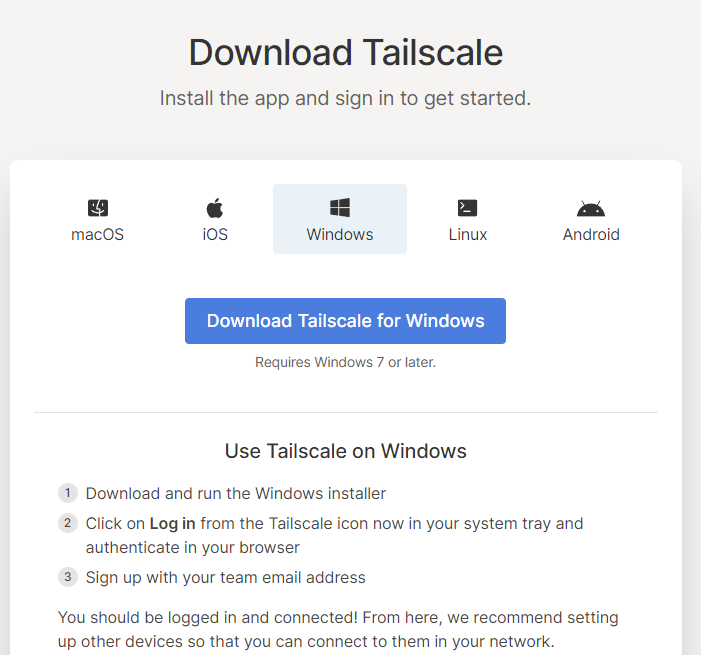 Download Tailscale
Install the app and sign in to get started.
macOS
iOS
Windows
Linux
Android
Download Tailscale for Windows
Requires Windows 7 or later.
Use Tailscale on Windows
1 Download and run the Windows installer
2 Click on Log in from the Tailscale icon now in your system tray and
authenticate in your browser
3 Sign up with your team email address
You should be logged in and connected! From here, we recommend setting
up other devices so that you can connect to them in your network.